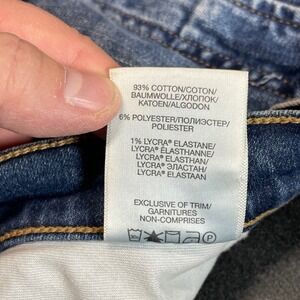 93% COTTON/COTON/
BAUMWOLLE/ХЛОПОК/
KATOEN/ALGODON
6% POLYESTER/ПОЛИЭСТЕР/
POLIESTER
1% LYCRA® ELASTANE/
LYCRA® ÉLASTHANNE/
LYCRA® ELASTHAN/
LYCRA® ЭЛАСТАН/
LYCRA® ELASTAAN
EXCLUSIVE OF TRIM/
GARNITURES
NON-COMPRISES
P